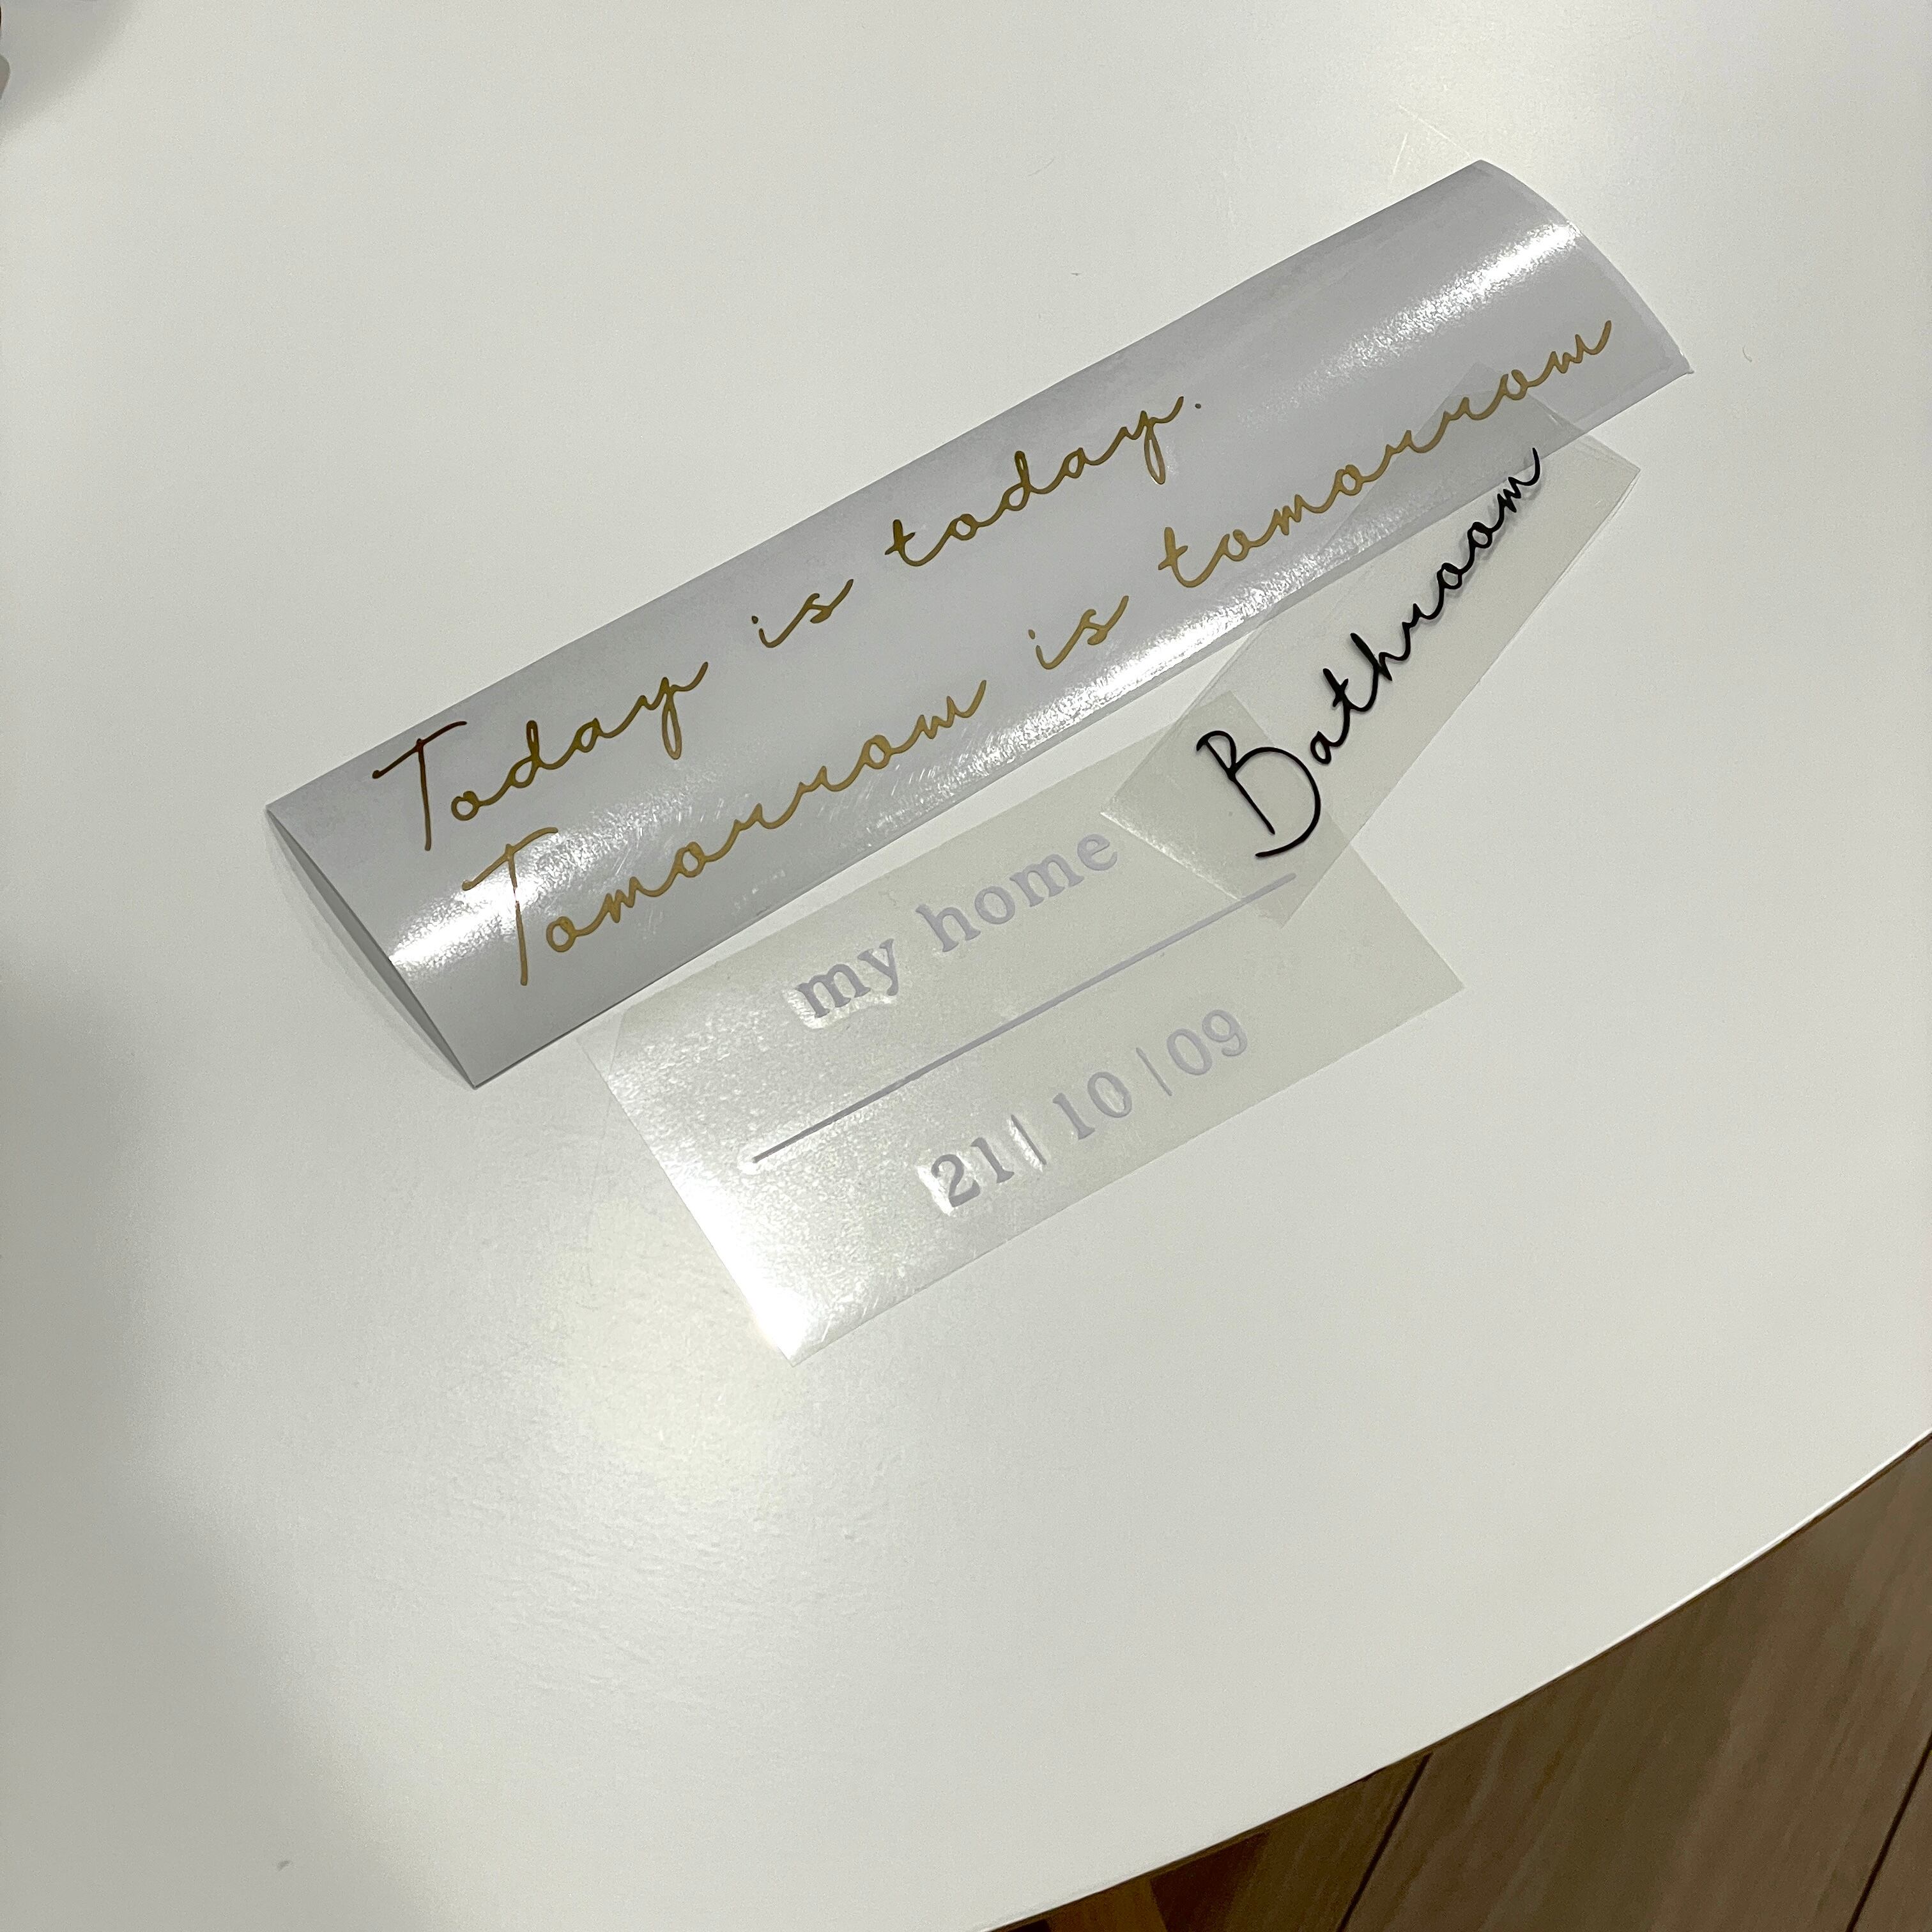 Today is today.
Tomorrow is tomorrow
Bathroom
my home
21 | 10 | 09